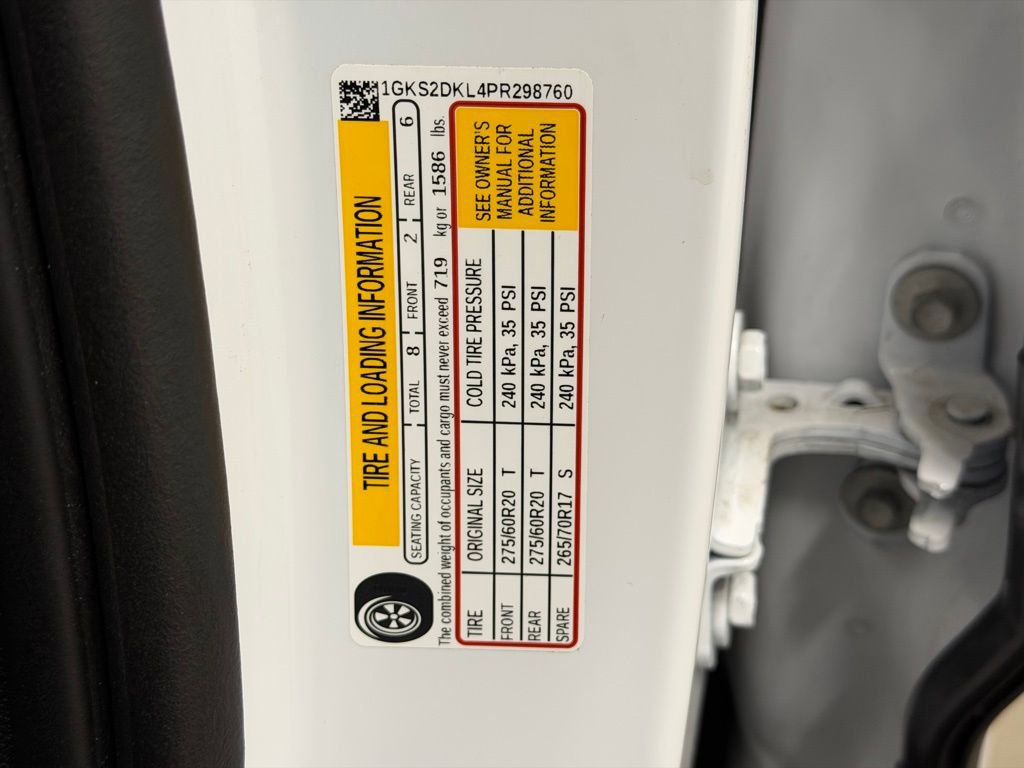 1GKS2DKL4PR298760
TIRE AND LOADING INFORMATION
SEATING CAPACITY TOTAL 8 FRONT 2 REAR 6
The combined weight of occupants and cargo must never exceed 719 kg or 1586 lbs.
TIRE ORIGINAL SIZE COLD TIRE PRESSURE
FRONT 275/60R20 T 240 kPa, 35 PSI
REAR 275/60R20 T 240 kPa, 35 PSI
SPARE 265/70R17 S 240 kPa, 35 PSI
SEE OWNER'S
MANUAL FOR
ADDITIONAL
INFORMATION